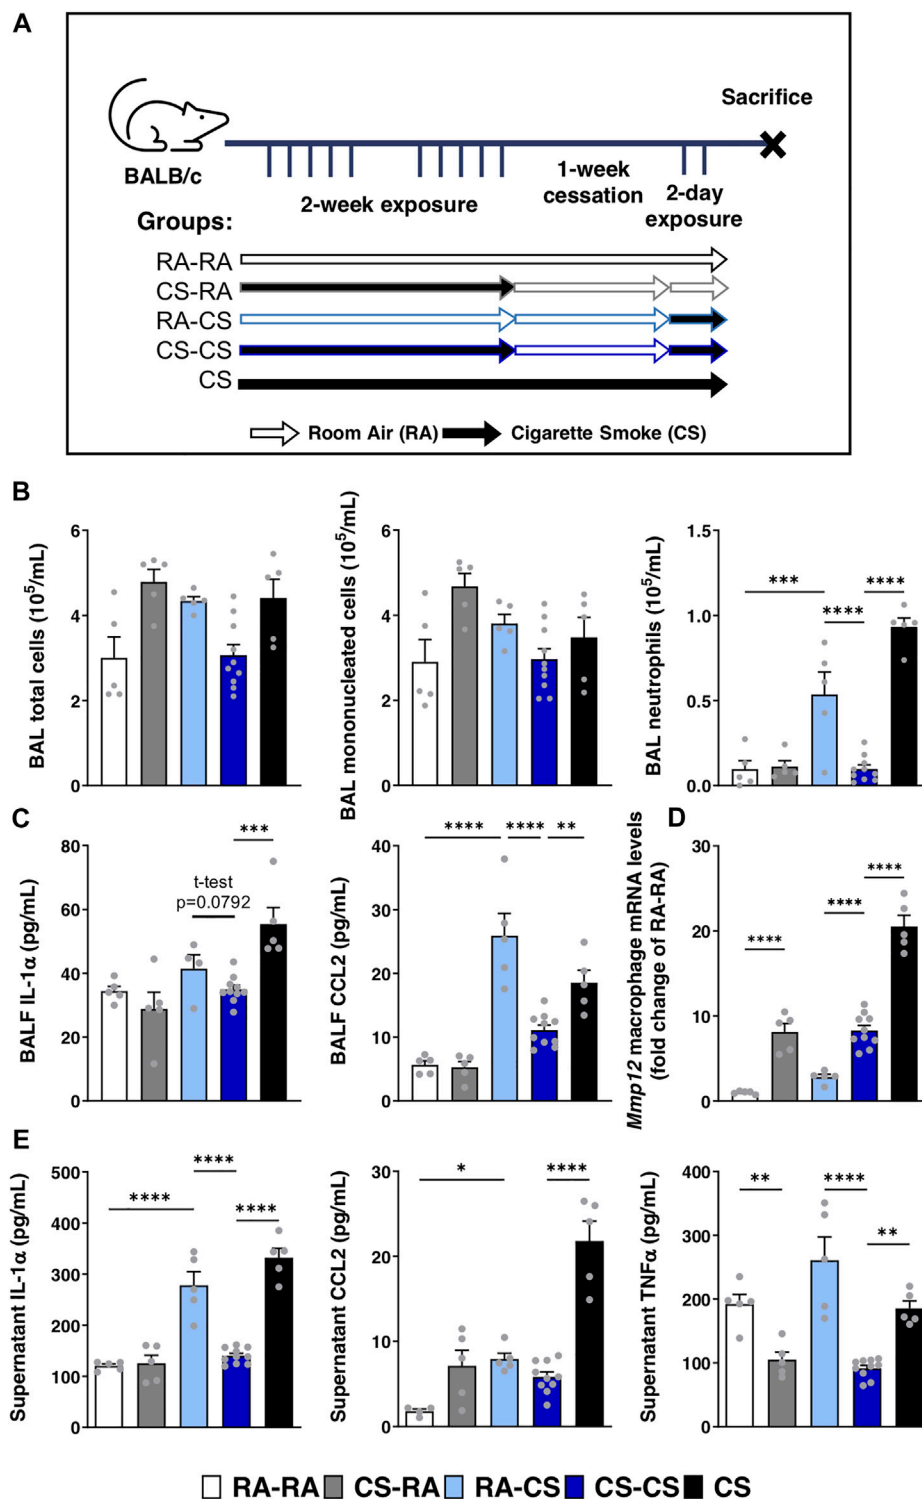 A
Sacrifice
BALB/c
2-week exposure
1-week
cessation
2-day
exposure
Groups:
RA-RA
CS-RA
RA-CS
CS-CS
CS
Room Air (RA)
Cigarette Smoke (CS)
B
BAL total cells (10⁵/mL)
6
4
2
0
BAL mononucleated cells (10⁵/mL)
6
4
2
0
BAL neutrophils (10⁵/mL)
1.5
1.0
0.5
0.0
***
****
****
C
BALF IL-1α (pg/mL)
80
60
40
20
0
t-test
p=0.0792
***
BALF CCL2 (pg/mL)
40
30
20
10
0
****
****
**
D
Mmp12 macrophage mRNA levels
(fold change of RA-RA)
30
20
10
0
****
****
****
E
Supernatant IL-1α (pg/mL)
500
400
300
200
100
0
****
****
****
Supernatant CCL2 (pg/mL)
30
20
10
0
*
****
Supernatant TNFα (pg/mL)
400
300
200
100
0
**
****
**
RA-RA
CS-RA
RA-CS
CS-CS
CS